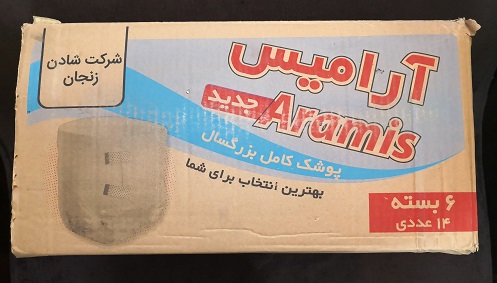 شرکت شادن
زنجان
آرامیس
جدید Aramis
پوشک کامل بزرگسال
بهترین انتخاب برای شما
۶ بسته
۱۴ عددی